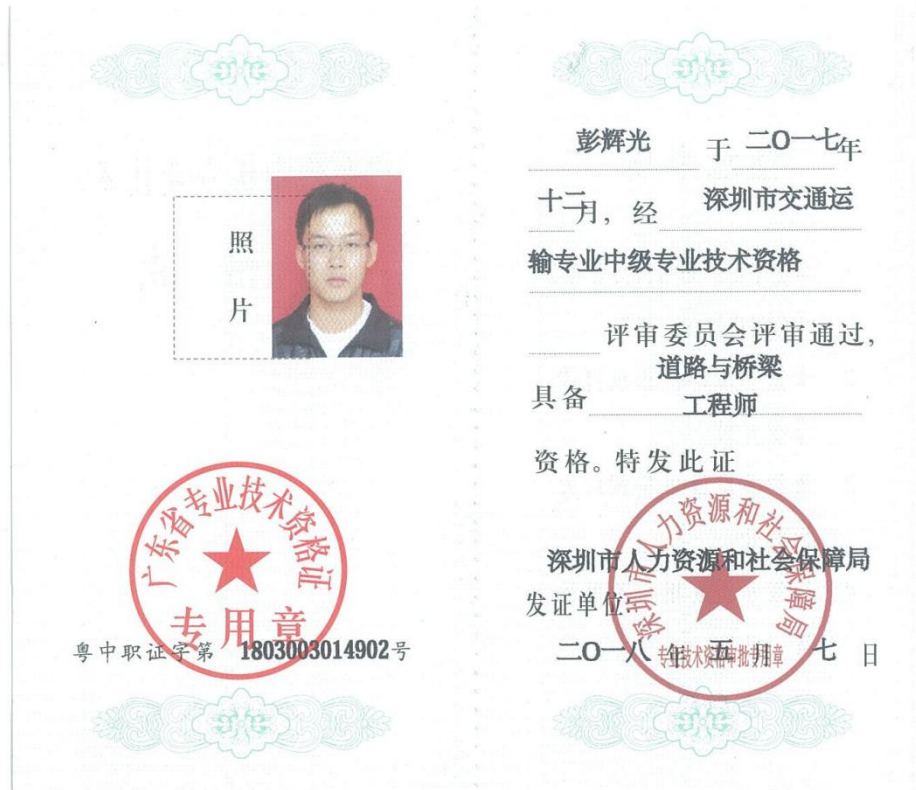 照
片
广东省专业技术资格证
专用章
粤中职证字第 1803003014902号
彭辉光 于 二〇一七年
十二月，经 深圳市交通运
输专业中级专业技术资格
评审委员会评审通过，
道路与桥梁
具备 工程师
资格。特发此证
深圳市人力资源和社会保障局
深圳市人力资源和社会保障局
发证单位:
二〇一八 年 五 月 七 日
专业技术资格审批专用章